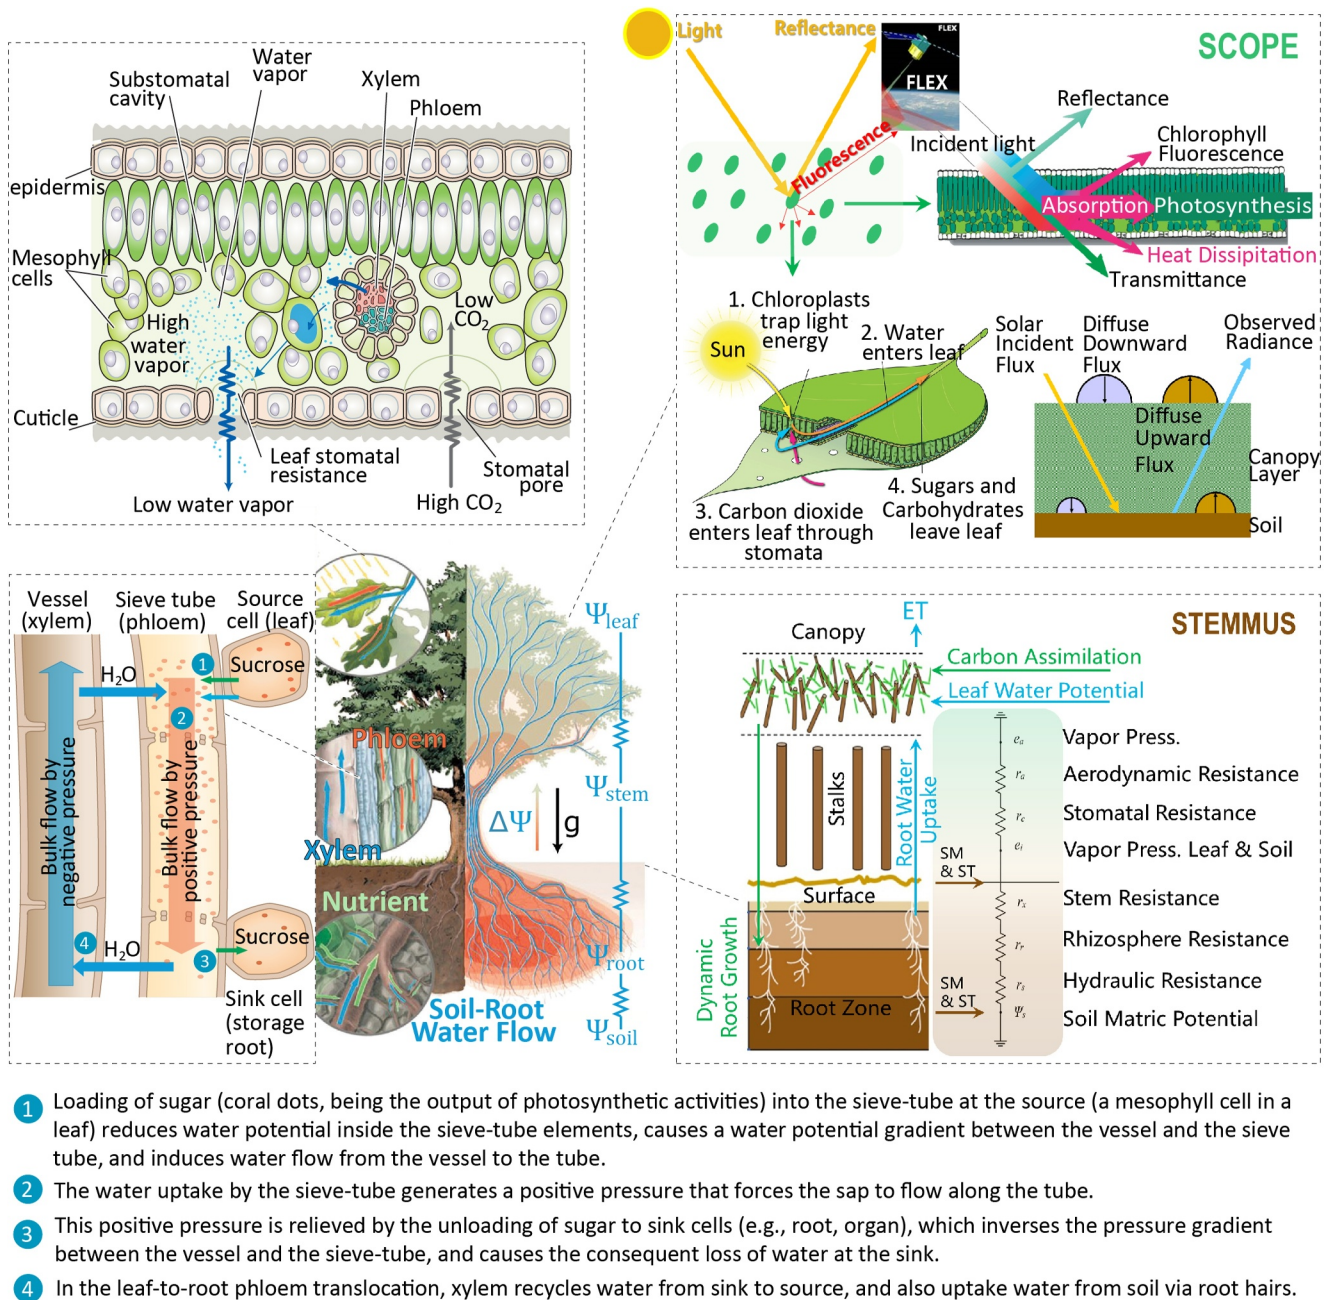 Water
vapor
Substomatal
cavity
Xylem
Phloem
epidermis
Mesophyll
cells
High
water
vapor
Low
CO2
Cuticle
Leaf stomatal
resistance
Stomatal
pore
Low water vapor
High CO2
Light
Reflectance
FLEX
FLEX
SCOPE
Fluorescence
Incident light
Reflectance
Chlorophyll
Fluorescence
Absorption
Photosynthesis
Heat Dissipitation
Transmittance
1. Chloroplasts
trap light
energy
Sun
2. Water
enters leaf
3. Carbon dioxide
enters leaf through
stomata
4. Sugars and
Carbohydrates
leave leaf
Solar
Incident
Flux
Diffuse
Downward
Flux
Observed
Radiance
Diffuse
Upward
Flux
Canopy
Layer
Soil
Vessel
(xylem)
Sieve tube
(phloem)
Source
cell (leaf)
H2O
1
Sucrose
2
Bulk flow by
negative pressure
Bulk flow by
positive pressure
4
H2O
3
Sucrose
Sink cell
(storage
root)
Phloem
Xylem
Nutrient
Soil-Root
Water Flow
ΔΨ
g
Ψleaf
Ψstem
Ψroot
Ψsoil
STEMMUS
ET
Canopy
Carbon Assimilation
Leaf Water Potential
Stalks
Root Water
Uptake
Surface
Dynamic
Root Growth
Root Zone
SM
& ST
SM
& ST
ea
Vapor Press.
ra
Aerodynamic Resistance
rc
Stomatal Resistance
ei
Vapor Press. Leaf & Soil
rx
Stem Resistance
rr
Rhizosphere Resistance
rs
Hydraulic Resistance
Ψs
Soil Matric Potential
1 Loading of sugar (coral dots, being the output of photosynthetic activities) into the sieve-tube at the source (a mesophyll cell in a
leaf) reduces water potential inside the sieve-tube elements, causes a water potential gradient between the vessel and the sieve
tube, and induces water flow from the vessel to the tube.
2 The water uptake by the sieve-tube generates a positive pressure that forces the sap to flow along the tube.
3 This positive pressure is relieved by the unloading of sugar to sink cells (e.g., root, organ), which inverses the pressure gradient
between the vessel and the sieve-tube, and causes the consequent loss of water at the sink.
4 In the leaf-to-root phloem translocation, xylem recycles water from sink to source, and also uptake water from soil via root hairs.